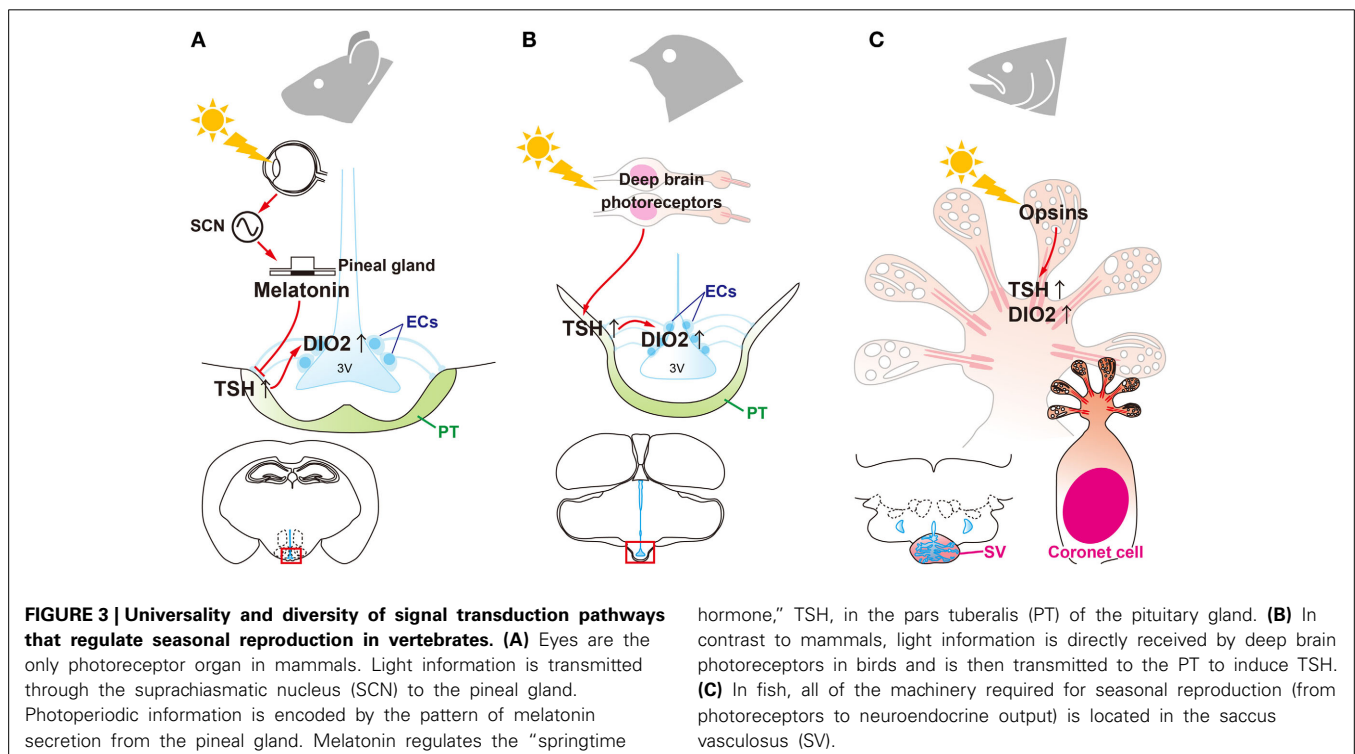 A
SCN
Pineal gland
Melatonin
ECs
DIO2 ↑
3V
TSH ↑
PT
B
Deep brain
photoreceptors
ECs
TSH ↑
DIO2 ↑
3V
PT
C
Opsins
TSH ↑
DIO2 ↑
SV
Coronet cell
FIGURE 3 | Universality and diversity of signal transduction pathways
that regulate seasonal reproduction in vertebrates. (A) Eyes are the
only photoreceptor organ in mammals. Light information is transmitted
through the suprachiasmatic nucleus (SCN) to the pineal gland.
Photoperiodic information is encoded by the pattern of melatonin
secretion from the pineal gland. Melatonin regulates the “springtime
hormone,” TSH, in the pars tuberalis (PT) of the pituitary gland. (B) In
contrast to mammals, light information is directly received by deep brain
photoreceptors in birds and is then transmitted to the PT to induce TSH.
(C) In fish, all of the machinery required for seasonal reproduction (from
photoreceptors to neuroendocrine output) is located in the saccus
vasculosus (SV).